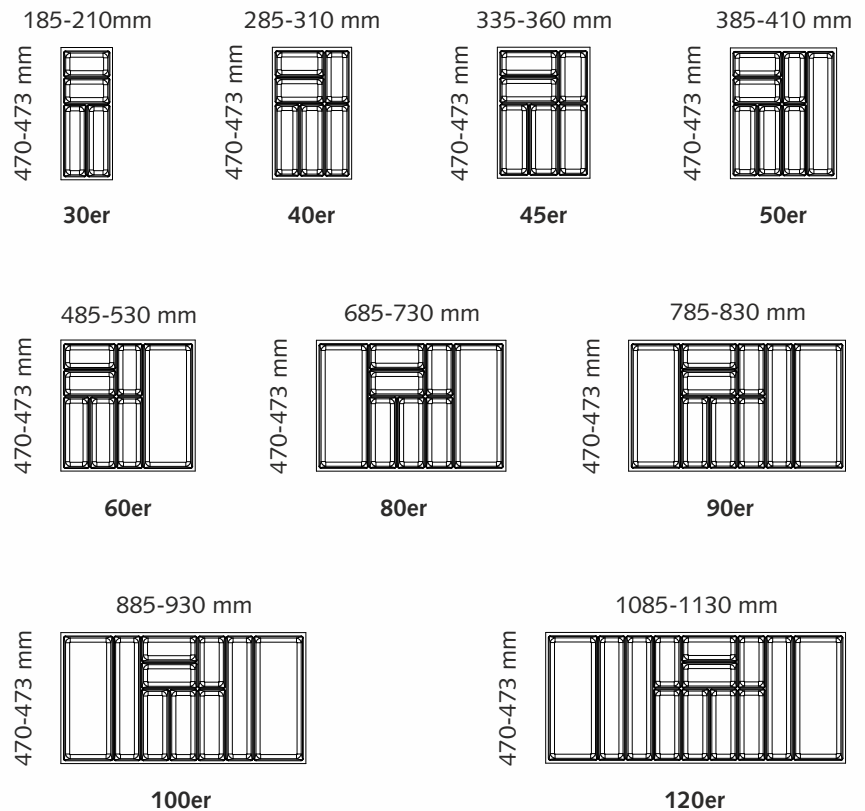 185-210mm
285-310 mm
335-360 mm
385-410 mm
470-473 mm
470-473 mm
470-473 mm
470-473 mm
30er
40er
45er
50er
485-530 mm
685-730 mm
785-830 mm
470-473 mm
470-473 mm
470-473 mm
60er
80er
90er
885-930 mm
1085-1130 mm
470-473 mm
470-473 mm
100er
120er